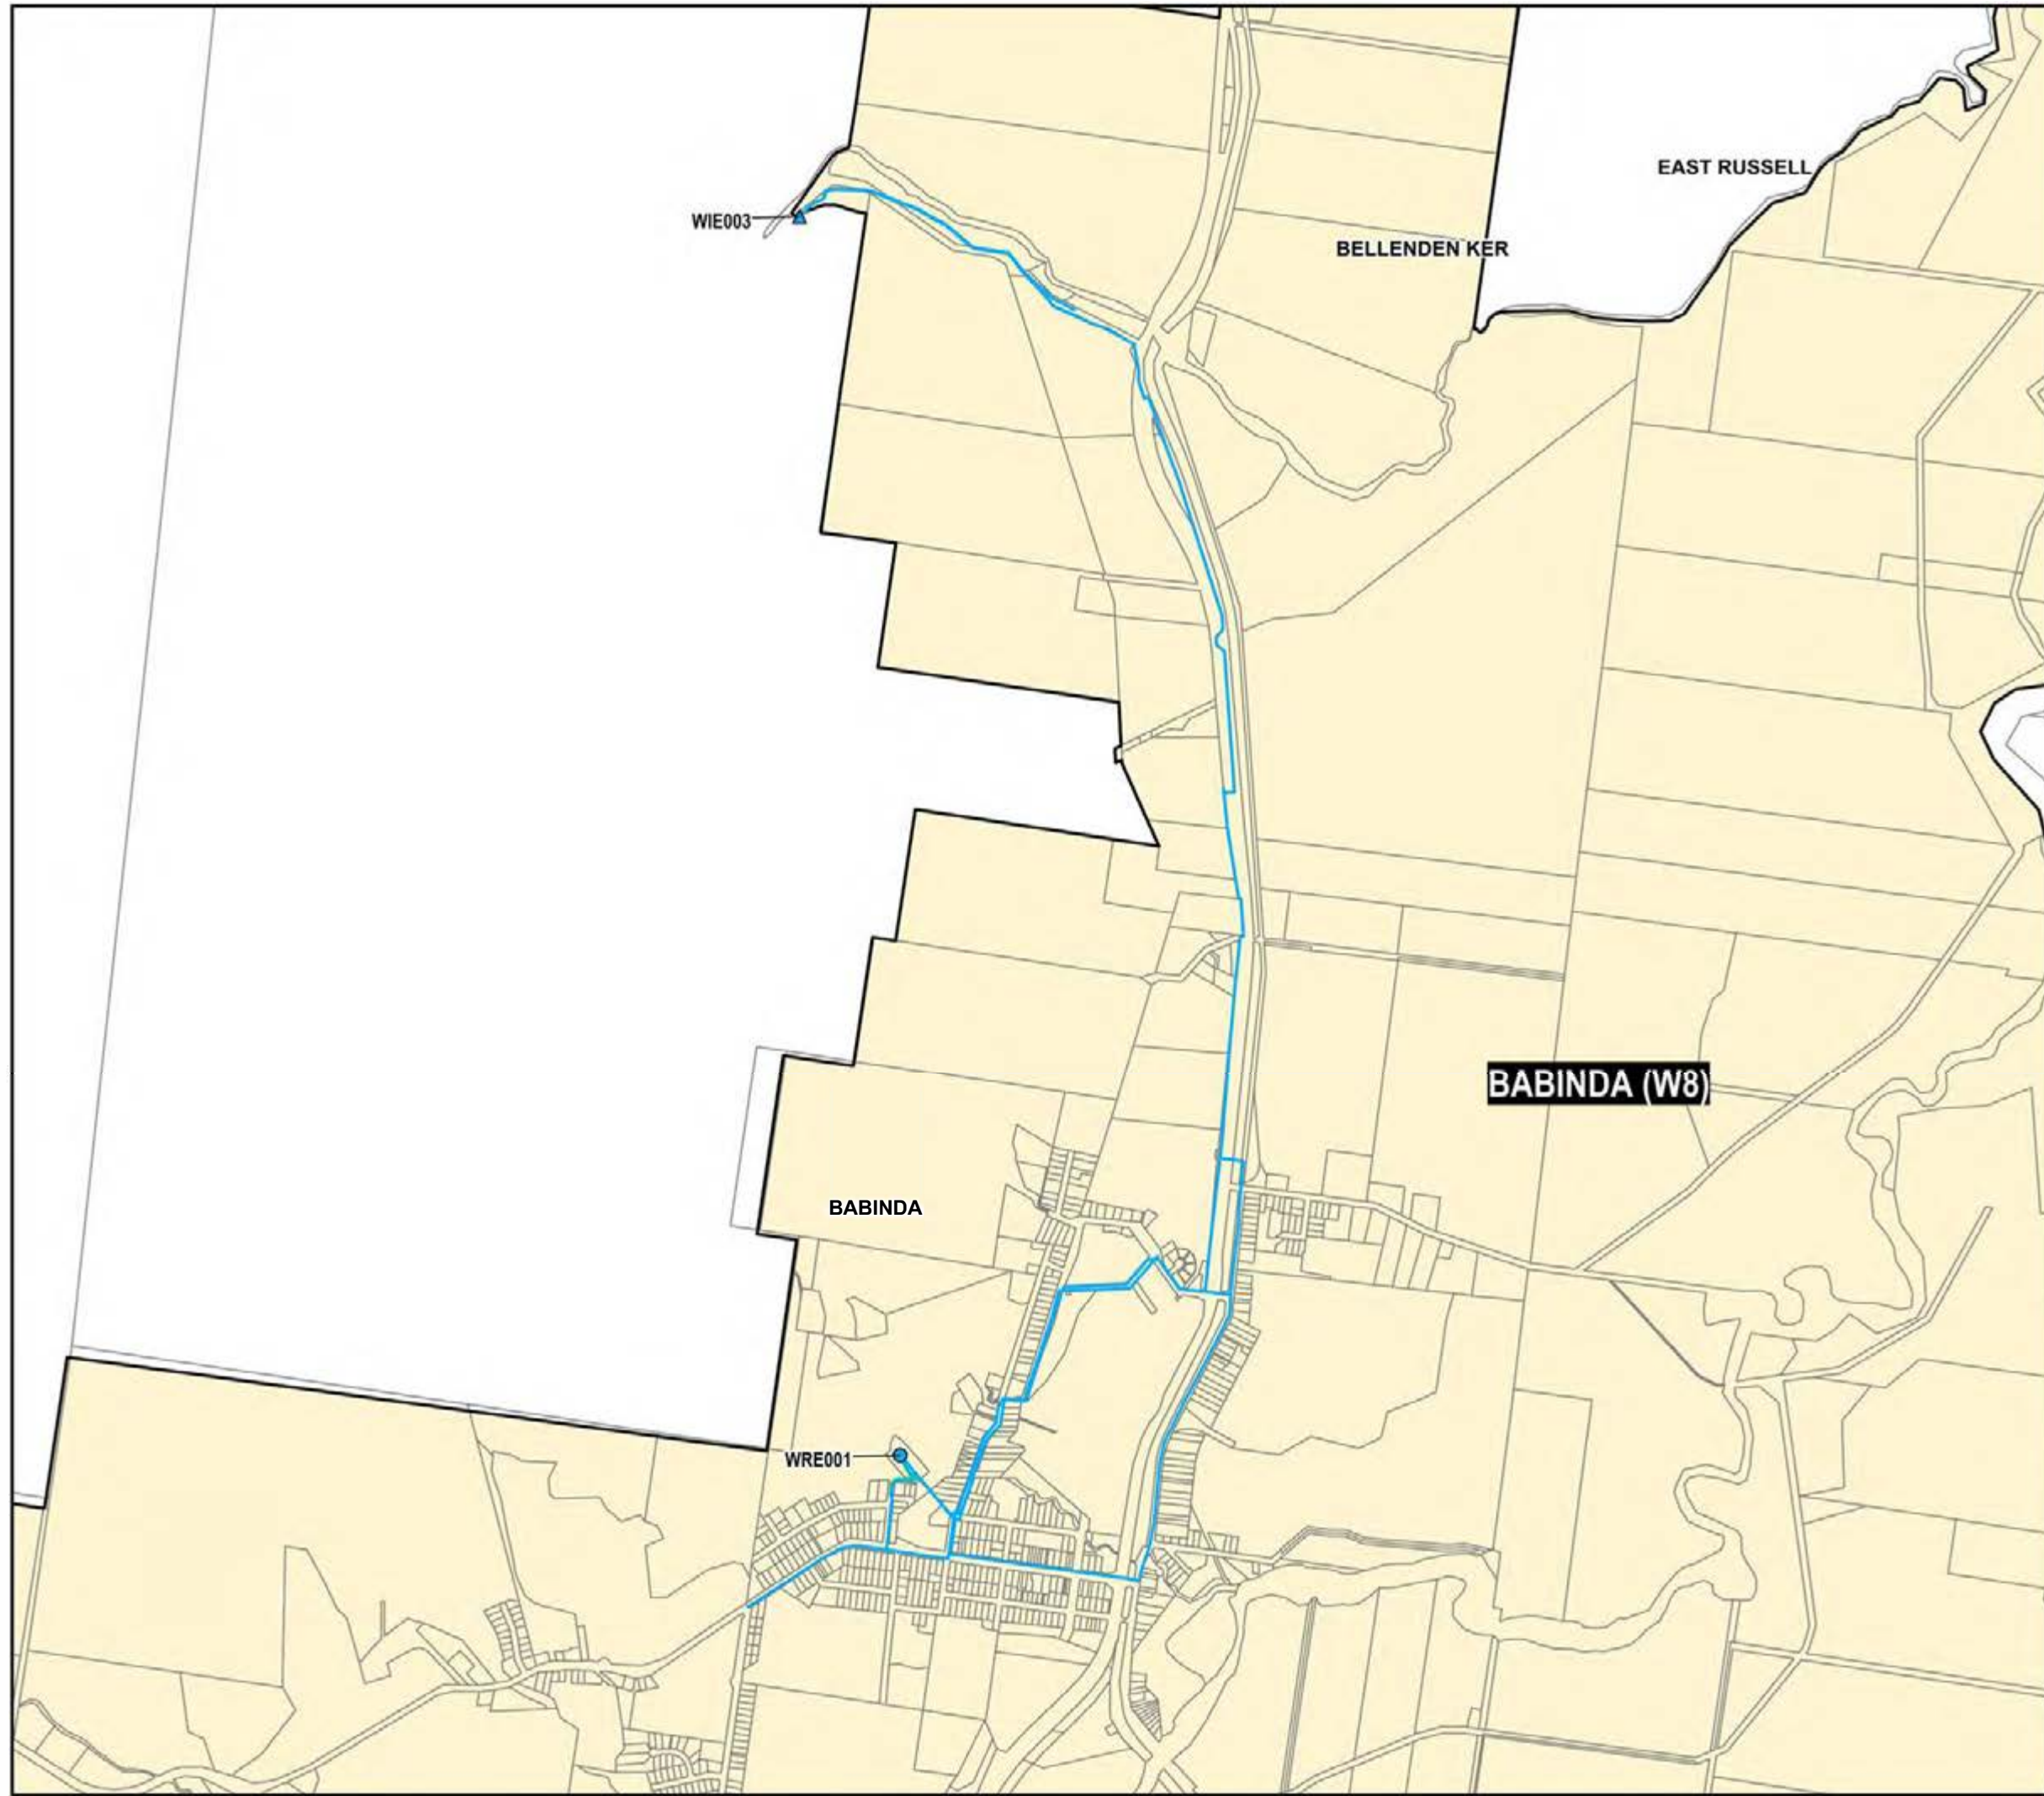 EAST RUSSELL
WIE003
BELLENDEN KER
BABINDA (W8)
BABINDA
WRE001